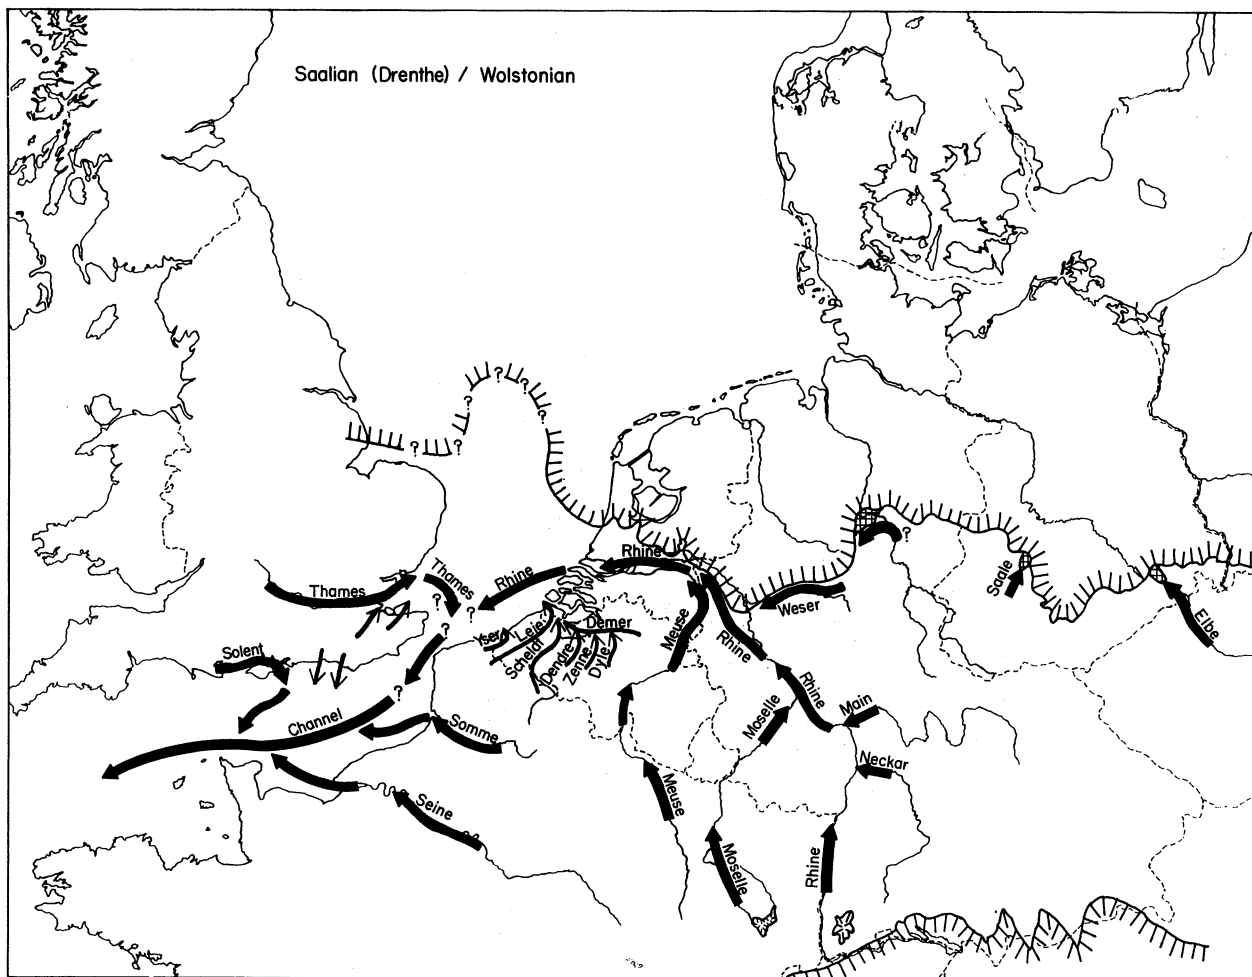 Saalian (Drenthe) / Wolstonian
?
?
?
?
?
?
?
?
Rhine
Rhine
Thames
Thames
Saale
?
?
Weser
Elbe
?
Yser
Leie
Demer
Meuse
Solent
Scheldt
Dendre
Zenne
Dyle
Rhine
?
Rhine
Channel
Somme
Moselle
Main
Neckar
Meuse
Seine
Moselle
Rhine